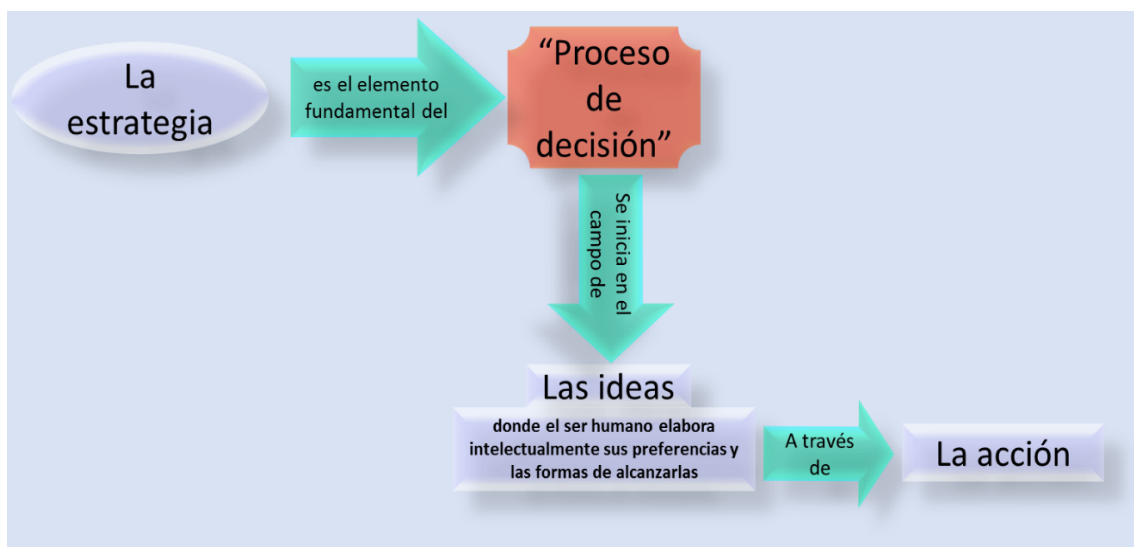 La
estrategia
es el elemento
fundamental del
“Proceso
de
decisión”
Se inicia en el
campo de
Las ideas
donde el ser humano elabora
intelectualmente sus preferencias y
las formas de alcanzarlas
A través
de
La acción